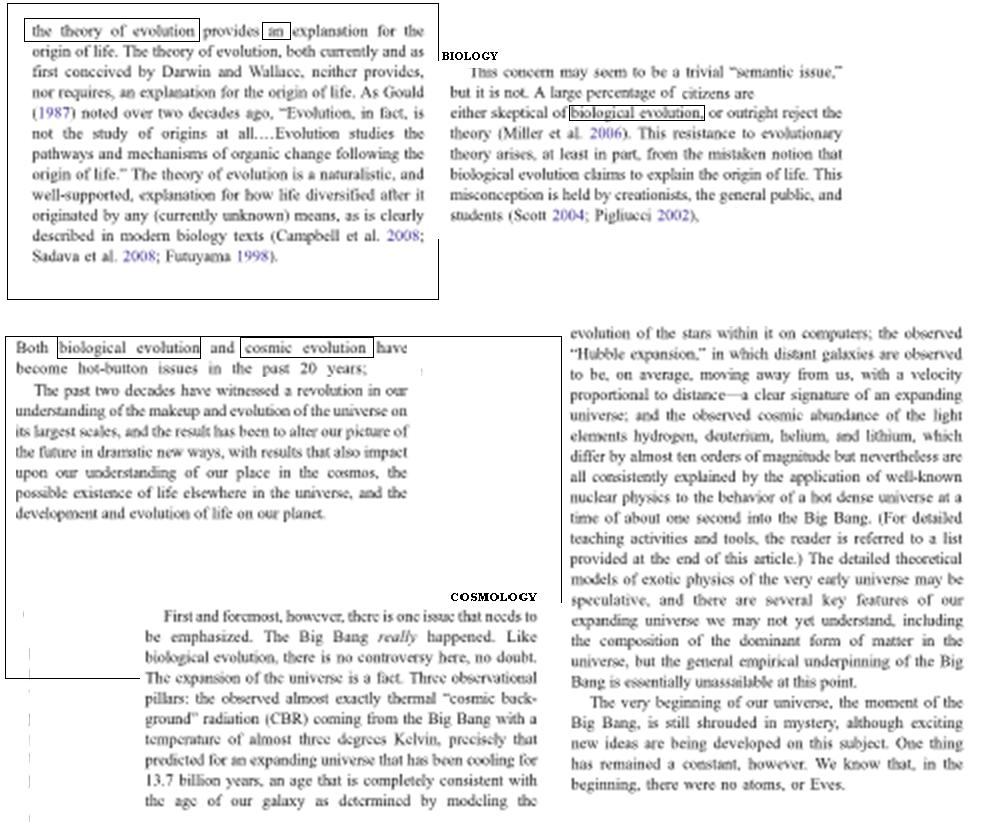 the theory of evolution provides an explanation for the
origin of life. The theory of evolution, both currently and as
first conceived by Darwin and Wallace, neither provides,
nor requires, an explanation for the origin of life. As Gould
(1987) noted over two decades ago, “Evolution, in fact, is
not the study of origins at all....Evolution studies the
pathways and mechanisms of organic change following the
origin of life.” The theory of evolution is a naturalistic, and
well-supported, explanation for how life diversified after it
originated by any (currently unknown) means, as is clearly
described in modern biology texts (Campbell et al. 2008;
Sadava et al. 2008; Futuyama 1998).
BIOLOGY
This concern may seem to be a trivial “semantic issue,”
but it is not. A large percentage of citizens are
either skeptical of biological evolution, or outright reject the
theory (Miller et al. 2006). This resistance to evolutionary
theory arises, at least in part, from the mistaken notion that
biological evolution claims to explain the origin of life. This
misconception is held by creationists, the general public, and
students (Scott 2004; Pigliucci 2002),
Both biological evolution and cosmic evolution have
become hot-button issues in the past 20 years;
The past two decades have witnessed a revolution in our
understanding of the makeup and evolution of the universe on
its largest scales, and the result has been to alter our picture of
the future in dramatic new ways, with results that also impact
upon our understanding of our place in the cosmos, the
possible existence of life elsewhere in the universe, and the
development and evolution of life on our planet.
COSMOLOGY
First and foremost, however, there is one issue that needs to
be emphasized. The Big Bang really happened. Like
biological evolution, there is no controversy here, no doubt.
The expansion of the universe is a fact. Three observational
pillars: the observed almost exactly thermal “cosmic back-
ground” radiation (CBR) coming from the Big Bang with a
temperature of almost three degrees Kelvin, precisely that
predicted for an expanding universe that has been cooling for
13.7 billion years, an age that is completely consistent with
the age of our galaxy as determined by modeling the
evolution of the stars within it on computers; the observed
“Hubble expansion,” in which distant galaxies are observed
to be, on average, moving away from us, with a velocity
proportional to distance—a clear signature of an expanding
universe; and the observed cosmic abundance of the light
elements hydrogen, deuterium, helium, and lithium, which
differ by almost ten orders of magnitude but nevertheless are
all consistently explained by the application of well-known
nuclear physics to the behavior of a hot dense universe at a
time of about one second into the Big Bang. (For detailed
teaching activities and tools, the reader is referred to a list
provided at the end of this article.) The detailed theoretical
models of exotic physics of the very early universe may be
speculative, and there are several key features of our
expanding universe we may not yet understand, including
the composition of the dominant form of matter in the
universe, but the general empirical underpinning of the Big
Bang is essentially unassailable at this point.
The very beginning of our universe, the moment of the
Big Bang, is still shrouded in mystery, although exciting
new ideas are being developed on this subject. One thing
has remained a constant, however. We know that, in the
beginning, there were no atoms, or Eves.